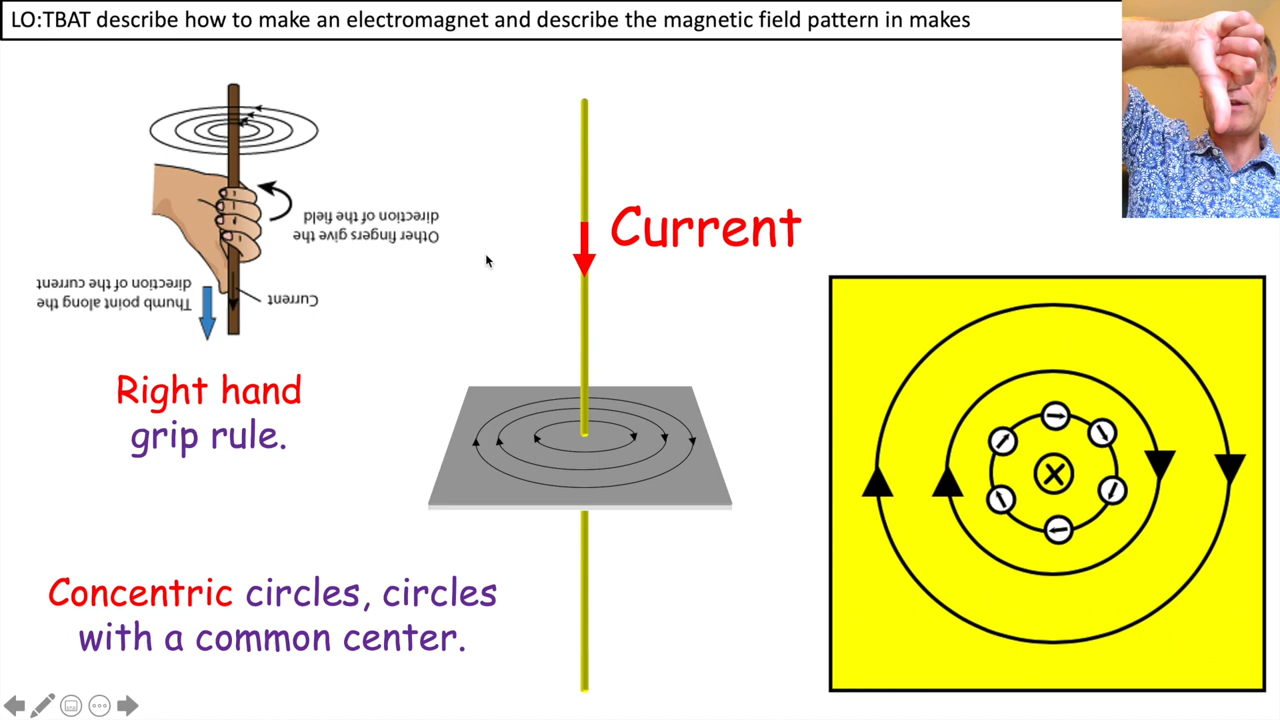 LO:TBAT describe how to make an electromagnet and describe the magnetic field pattern in makes
Other fingers give the
direction of the field
Thumb point along the
direction of the current
Current
Current
Right hand
grip rule.
Concentric circles, circles
with a common center.